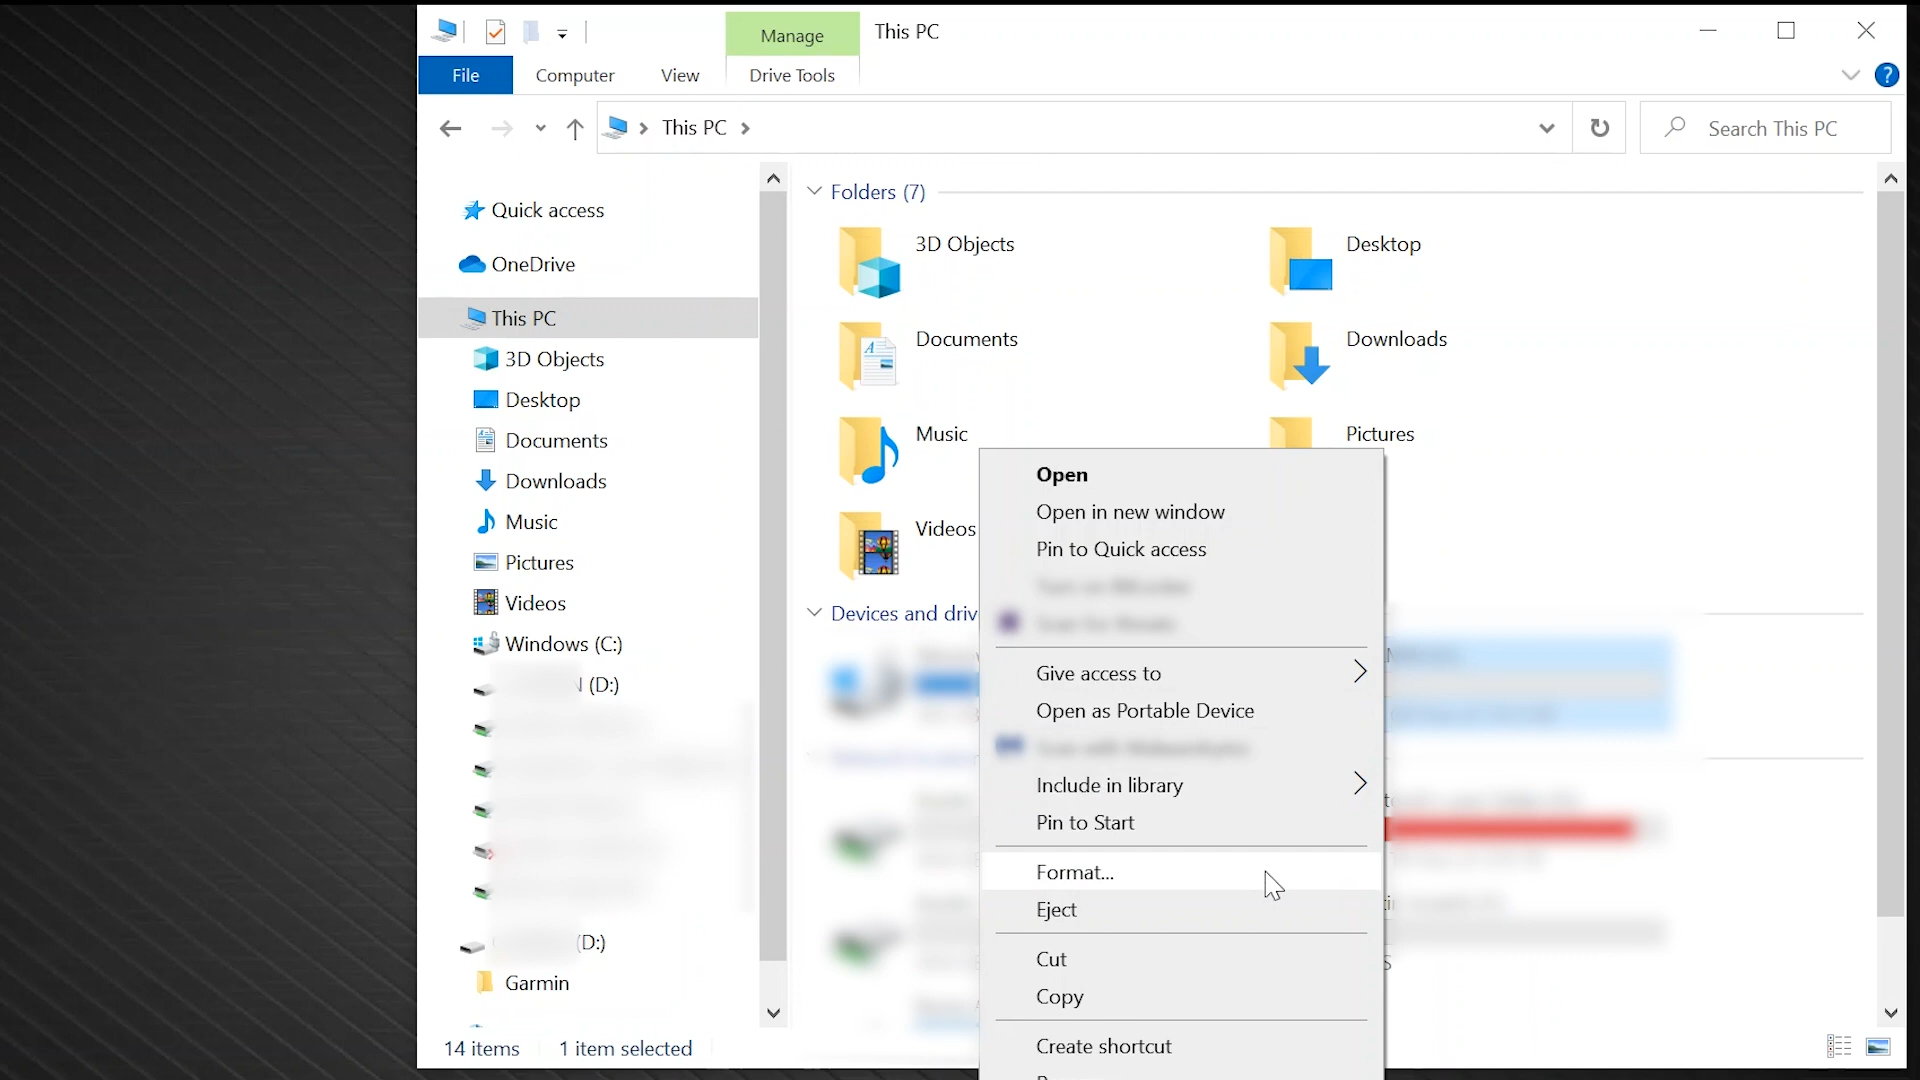 Manage
This PC
File
Computer
View
Drive Tools
This PC
Search This PC
Quick access
OneDrive
This PC
3D Objects
Desktop
Documents
Downloads
Music
Pictures
Videos
Windows (C:)
(D:)
(D:)
Garmin
Folders (7)
3D Objects
Desktop
Documents
Downloads
Music
Pictures
Videos
Devices and driv
Open
Open in new window
Pin to Quick access
Give access to
Open as Portable Device
Include in library
Pin to Start
Format...
Eject
Cut
Copy
Create shortcut
14 items
1 item selected